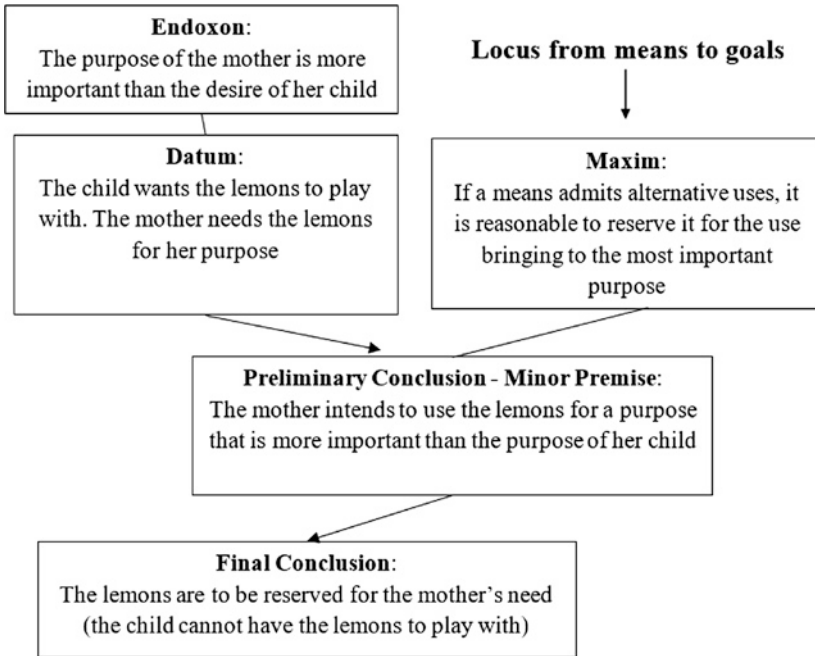 Endoxon:
The purpose of the mother is more
important than the desire of her child
Locus from means to goals
Datum:
The child wants the lemons to play
with. The mother needs the lemons
for her purpose
Maxim:
If a means admits alternative uses, it
is reasonable to reserve it for the use
bringing to the most important
purpose
Preliminary Conclusion - Minor Premise:
The mother intends to use the lemons for a purpose
that is more important than the purpose of her child
Final Conclusion:
The lemons are to be reserved for the mother’s need
(the child cannot have the lemons to play with)